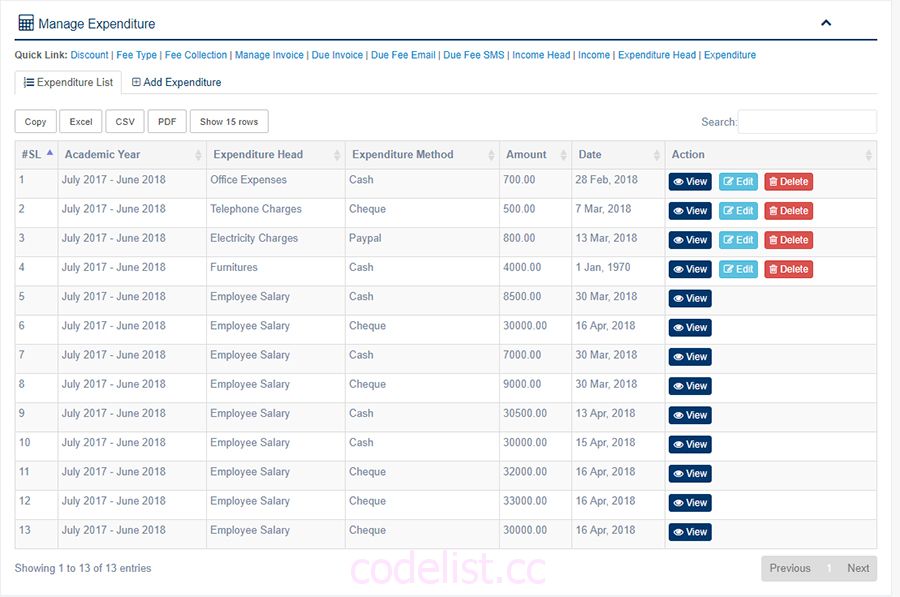 Manage Expenditure
Quick Link: Discount | Fee Type | Fee Collection | Manage Invoice | Due Invoice | Due Fee Email | Due Fee SMS | Income Head | Income | Expenditure Head | Expenditure
Expenditure List Add Expenditure
Copy Excel CSV PDF Show 15 rows Search:
#SL Academic Year Expenditure Head Expenditure Method Amount Date Action
1 July 2017 - June 2018 Office Expenses Cash 700.00 28 Feb, 2018 View Edit Delete
2 July 2017 - June 2018 Telephone Charges Cheque 500.00 7 Mar, 2018 View Edit Delete
3 July 2017 - June 2018 Electricity Charges Paypal 800.00 13 Mar, 2018 View Edit Delete
4 July 2017 - June 2018 Furnitures Cash 4000.00 1 Jan, 1970 View Edit Delete
5 July 2017 - June 2018 Employee Salary Cash 8500.00 30 Mar, 2018 View
6 July 2017 - June 2018 Employee Salary Cheque 30000.00 16 Apr, 2018 View
7 July 2017 - June 2018 Employee Salary Cash 7000.00 30 Mar, 2018 View
8 July 2017 - June 2018 Employee Salary Cheque 9000.00 30 Mar, 2018 View
9 July 2017 - June 2018 Employee Salary Cash 30500.00 13 Apr, 2018 View
10 July 2017 - June 2018 Employee Salary Cash 30000.00 15 Apr, 2018 View
11 July 2017 - June 2018 Employee Salary Cheque 32000.00 16 Apr, 2018 View
12 July 2017 - June 2018 Employee Salary Cheque 33000.00 16 Apr, 2018 View
13 July 2017 - June 2018 Employee Salary Cheque 30000.00 16 Apr, 2018 View
Showing 1 to 13 of 13 entries codelist.cc Previous 1 Next